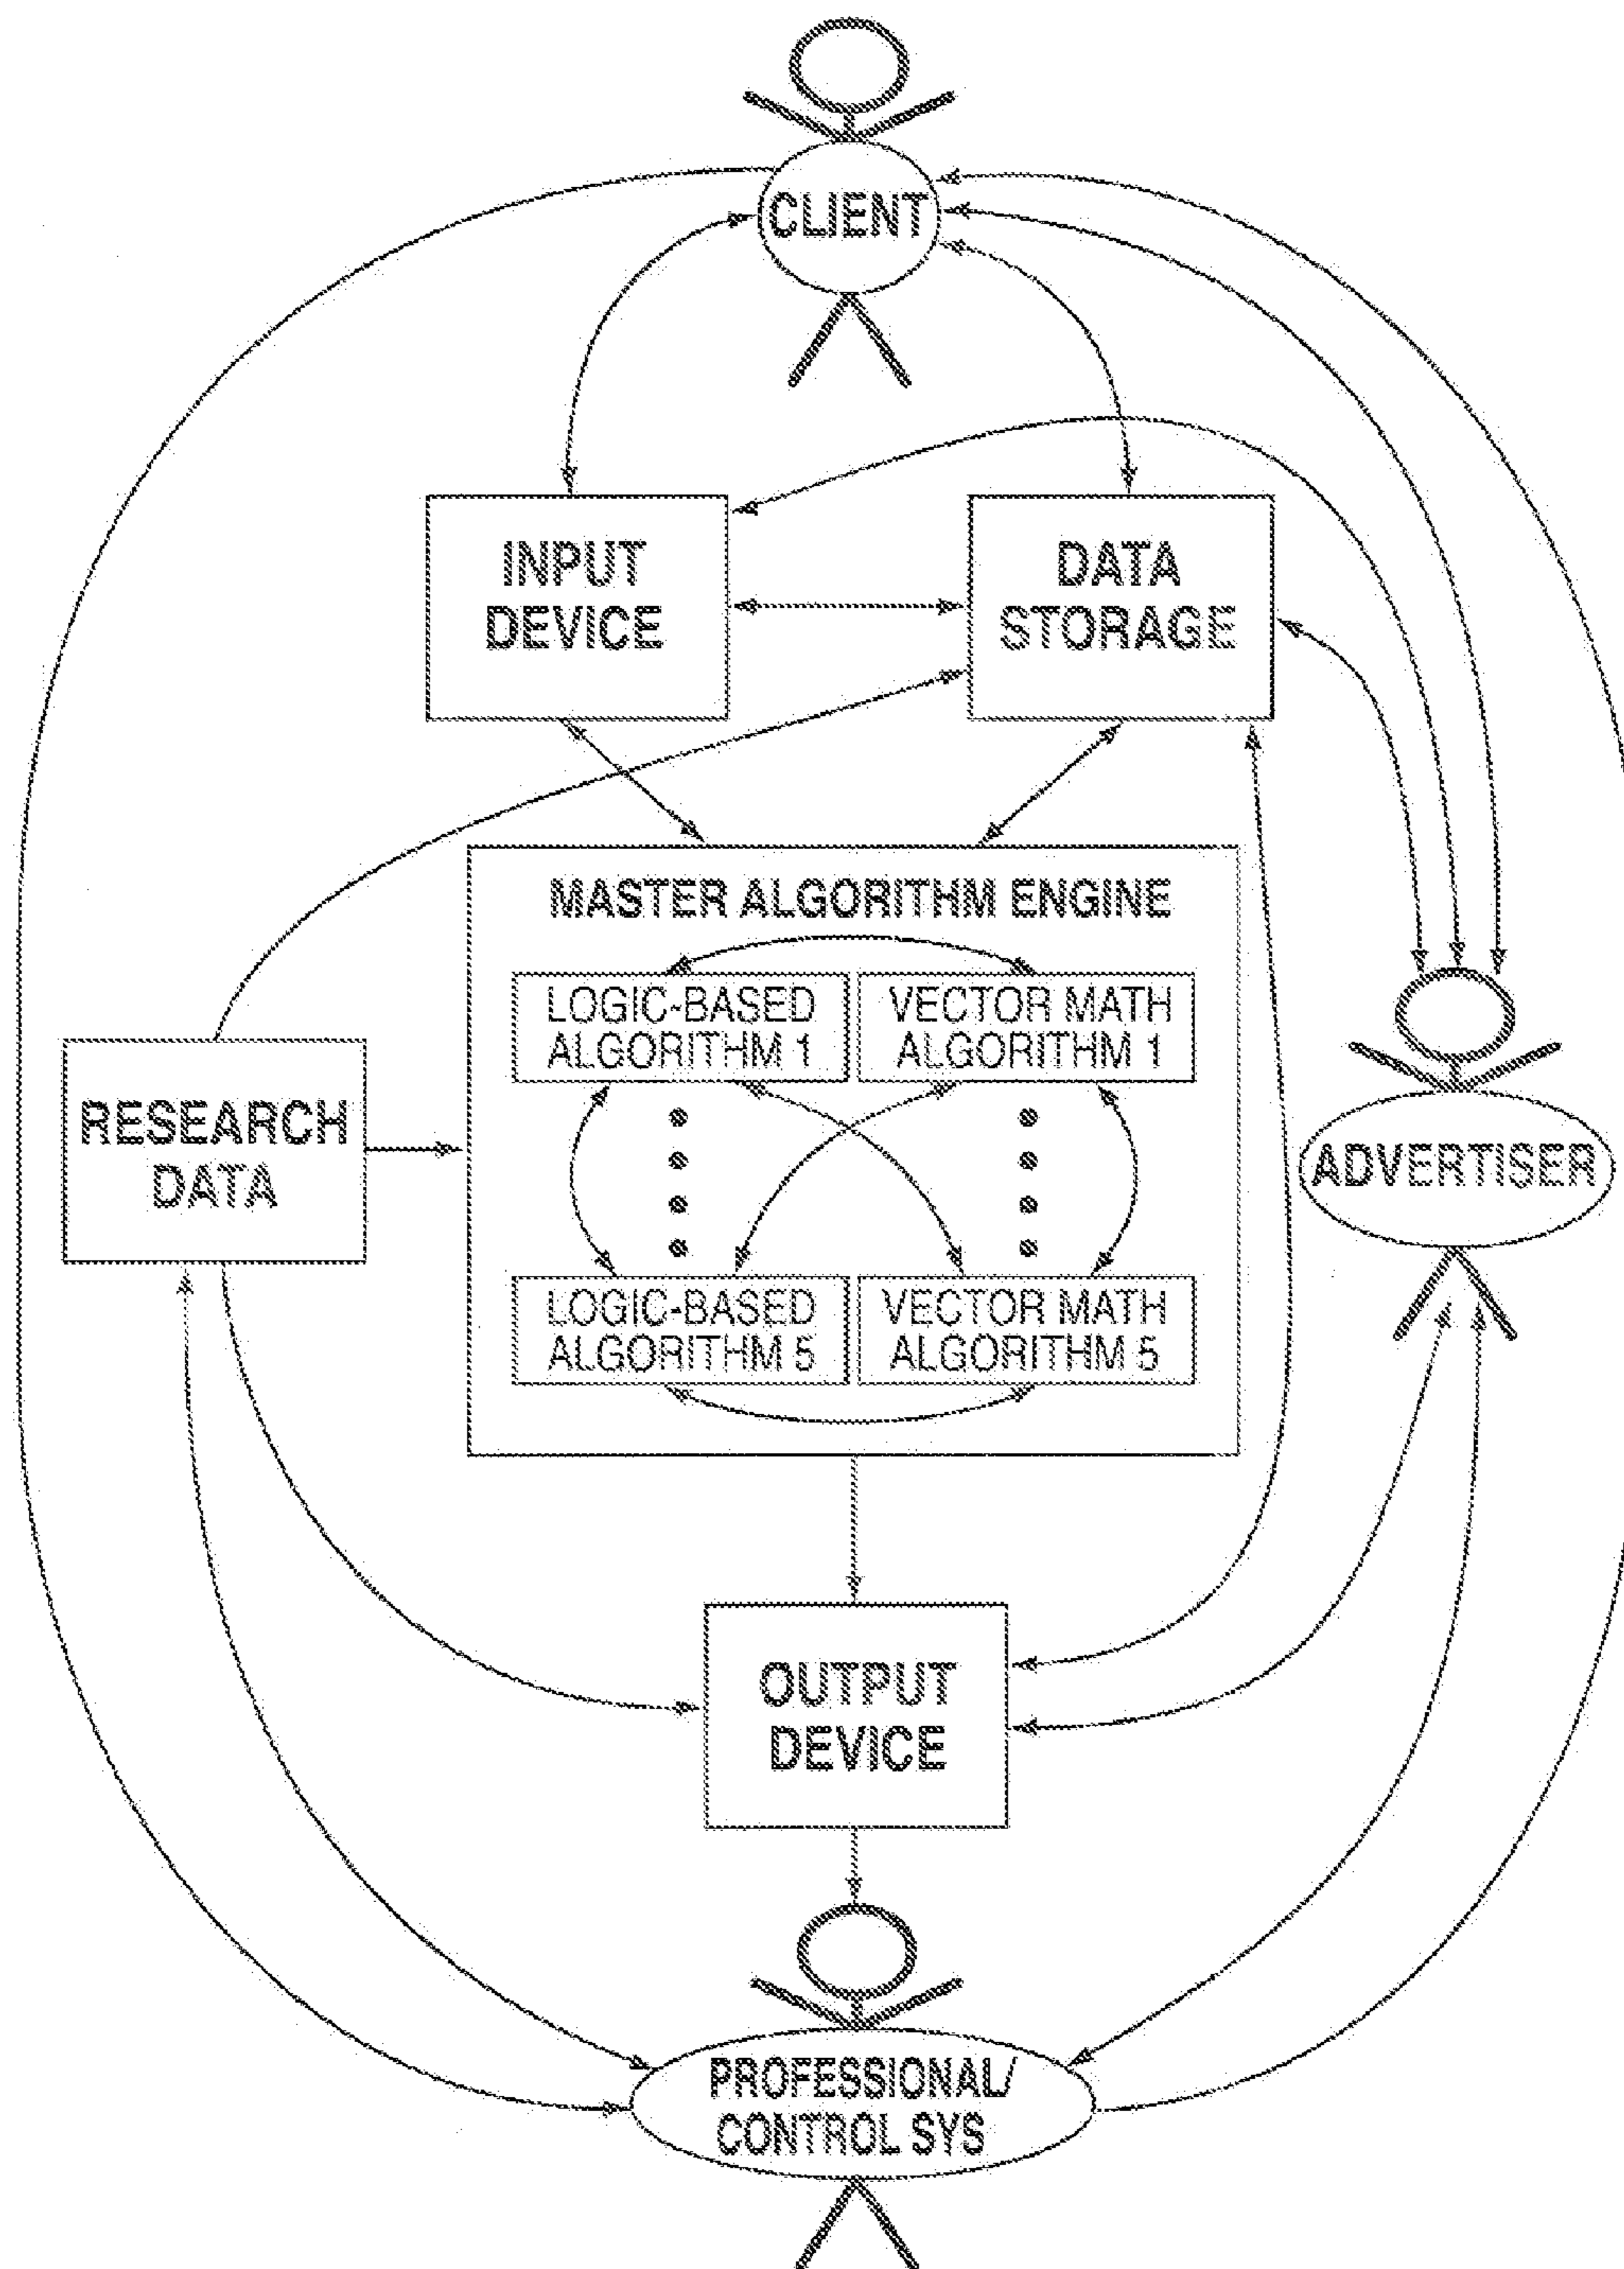 CLIENT
INPUT
DEVICE
DATA
STORAGE
MASTER ALGORITHM ENGINE
LOGIC-BASED
ALGORITHM 1
VECTOR MATH
ALGORITHM 1
RESEARCH
DATA
ADVERTISER
LOGIC-BASED
ALGORITHM 5
VECTOR MATH
ALGORITHM 5
OUTPUT
DEVICE
PROFESSIONAL/
CONTROL SYS